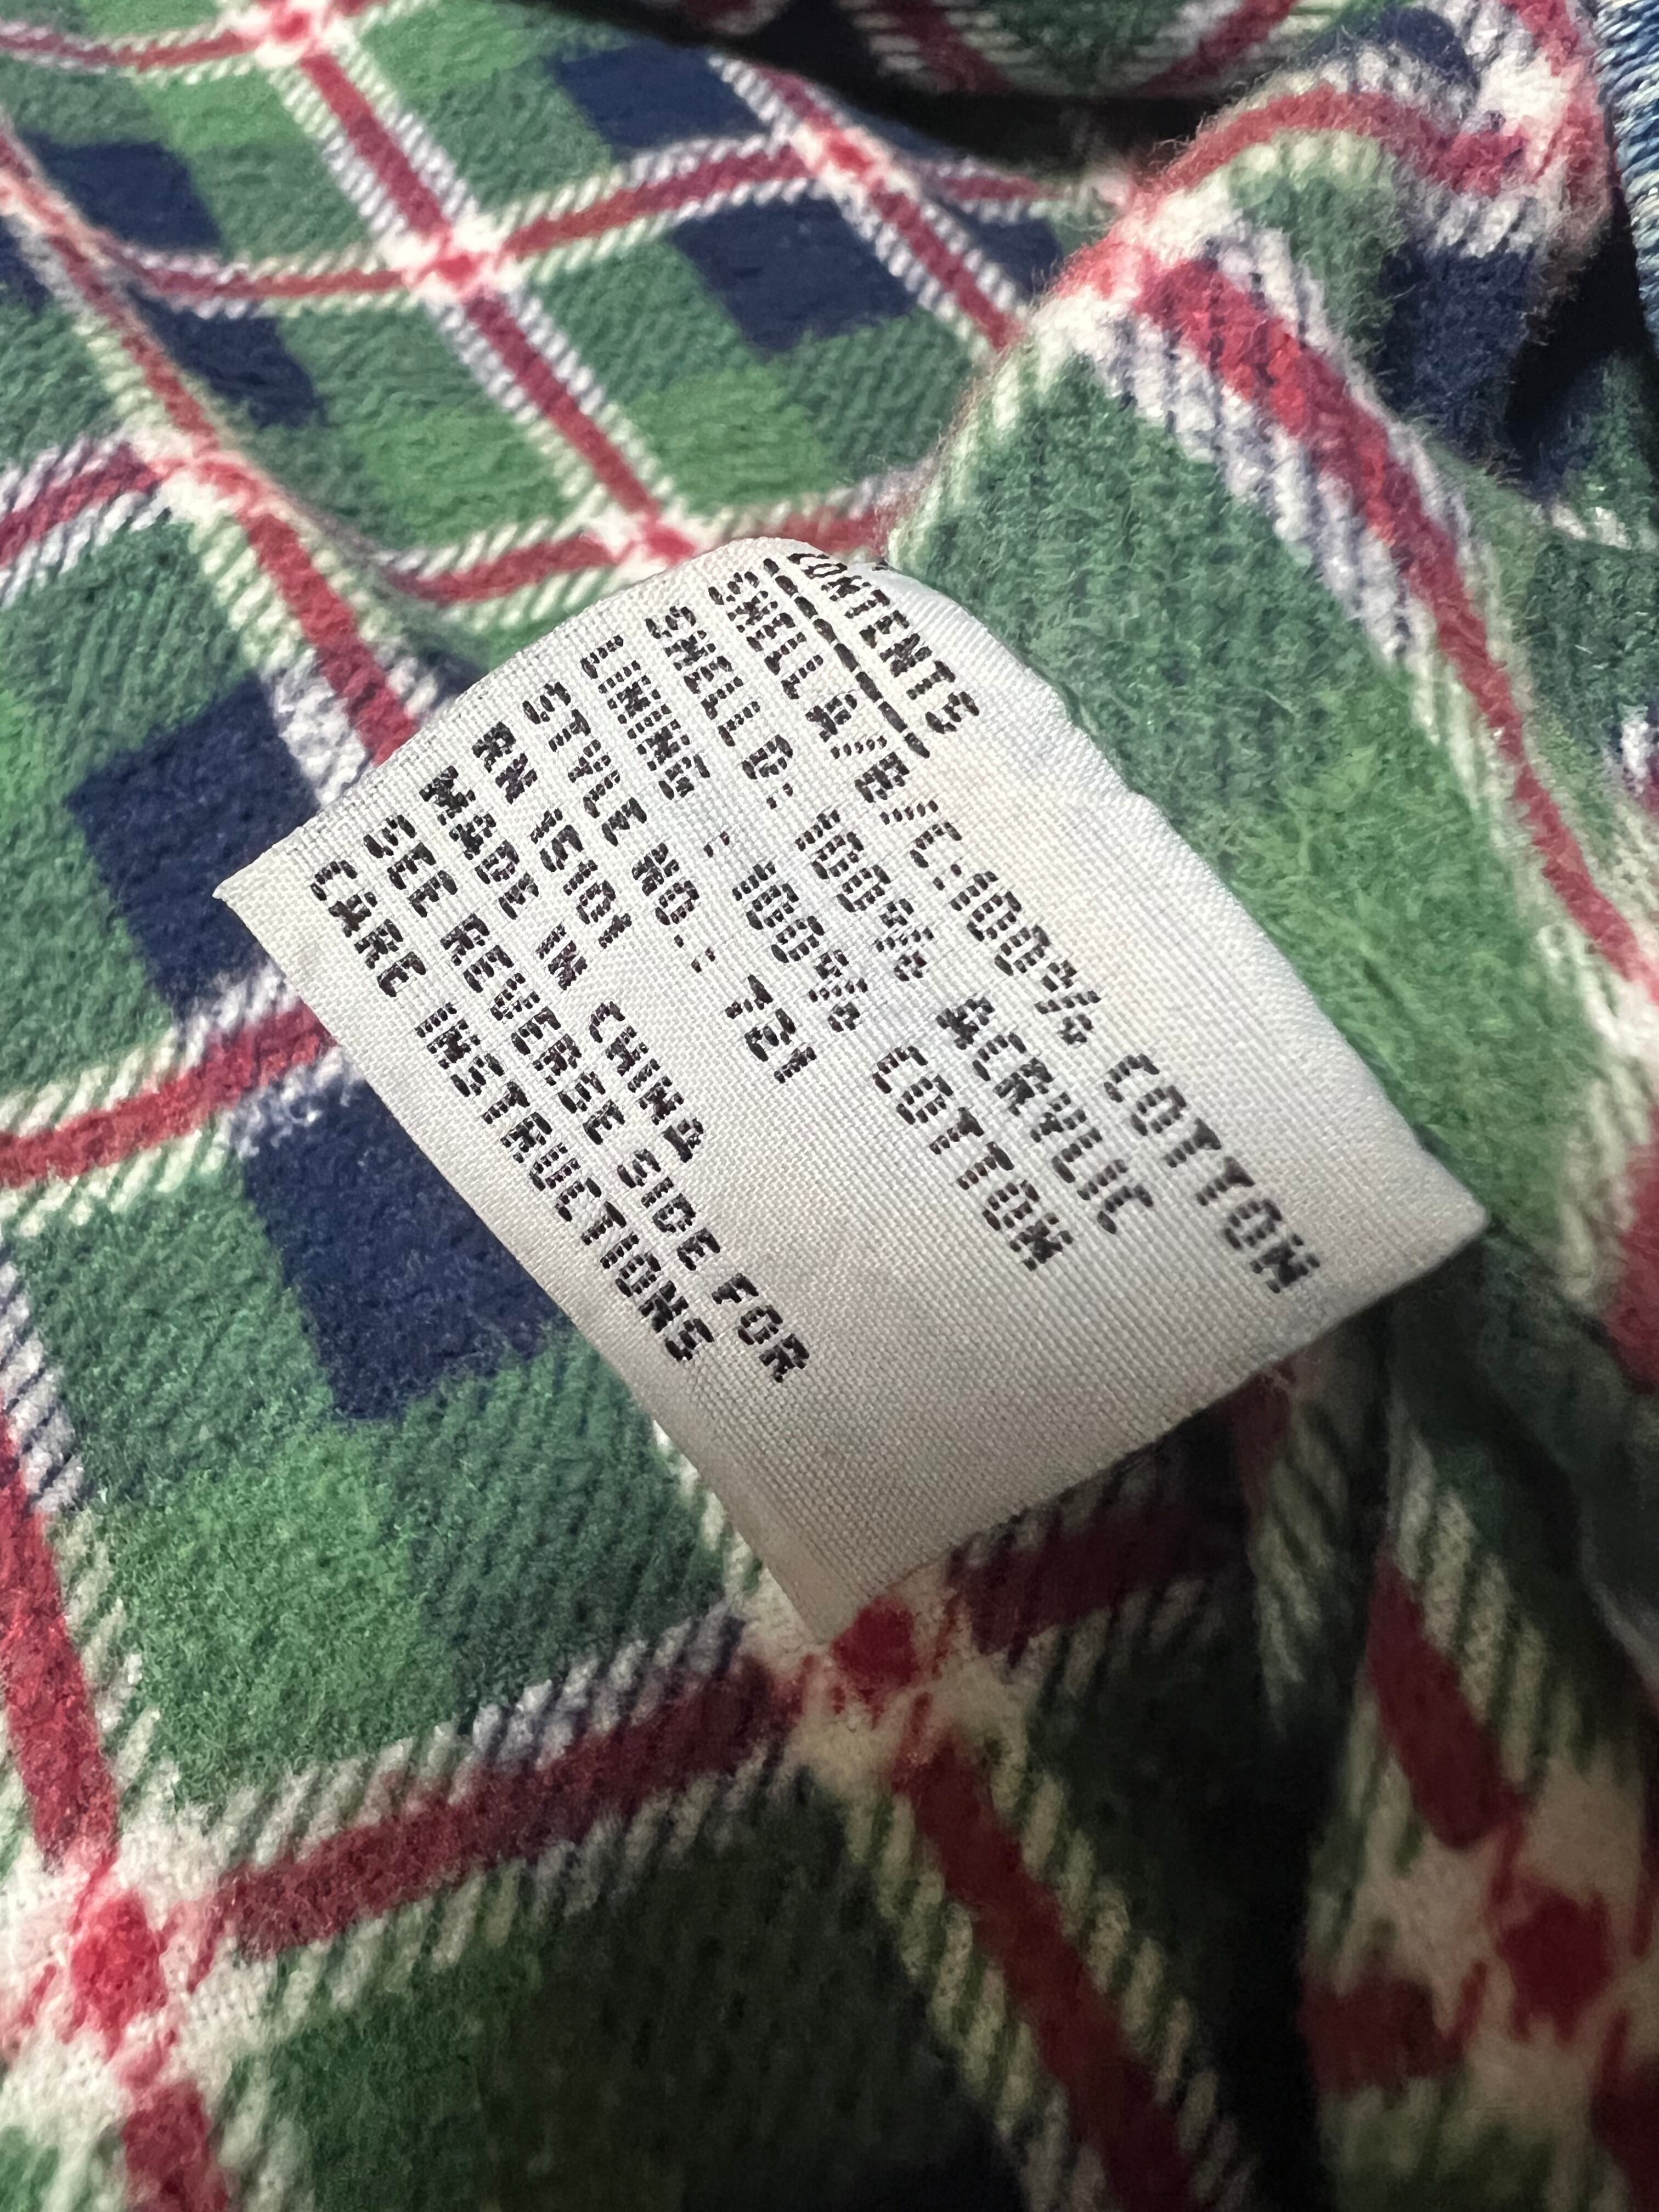 CONTENTS
SHELL A/B/C:100% COTTON
SHELL D: 100% ACRYLIC
LINING : 100% COTTON
STYLE NO.: 721
RN 15101
MADE IN CHINA
SEE REVERSE SIDE FOR
CARE INSTRUCTIONS